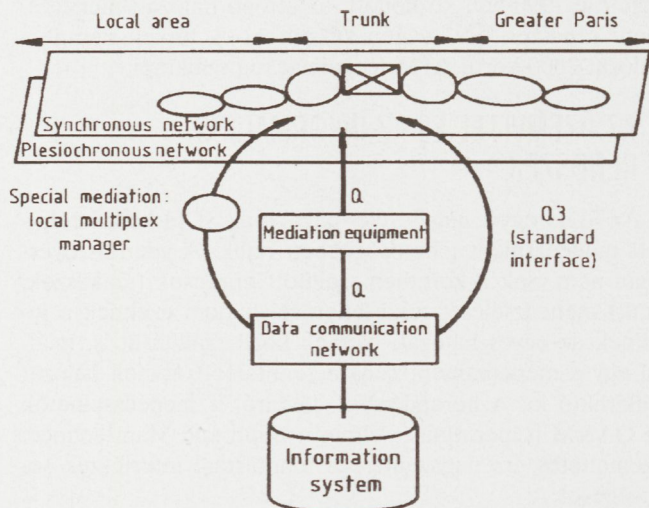 Local area
Trunk
Greater Paris
Synchronous network
Plesiochronous network
Special mediation:
local multiplex
manager
Q
Mediation equipment
Q
Q3
(standard
interface)
Data communication
network
Information
system